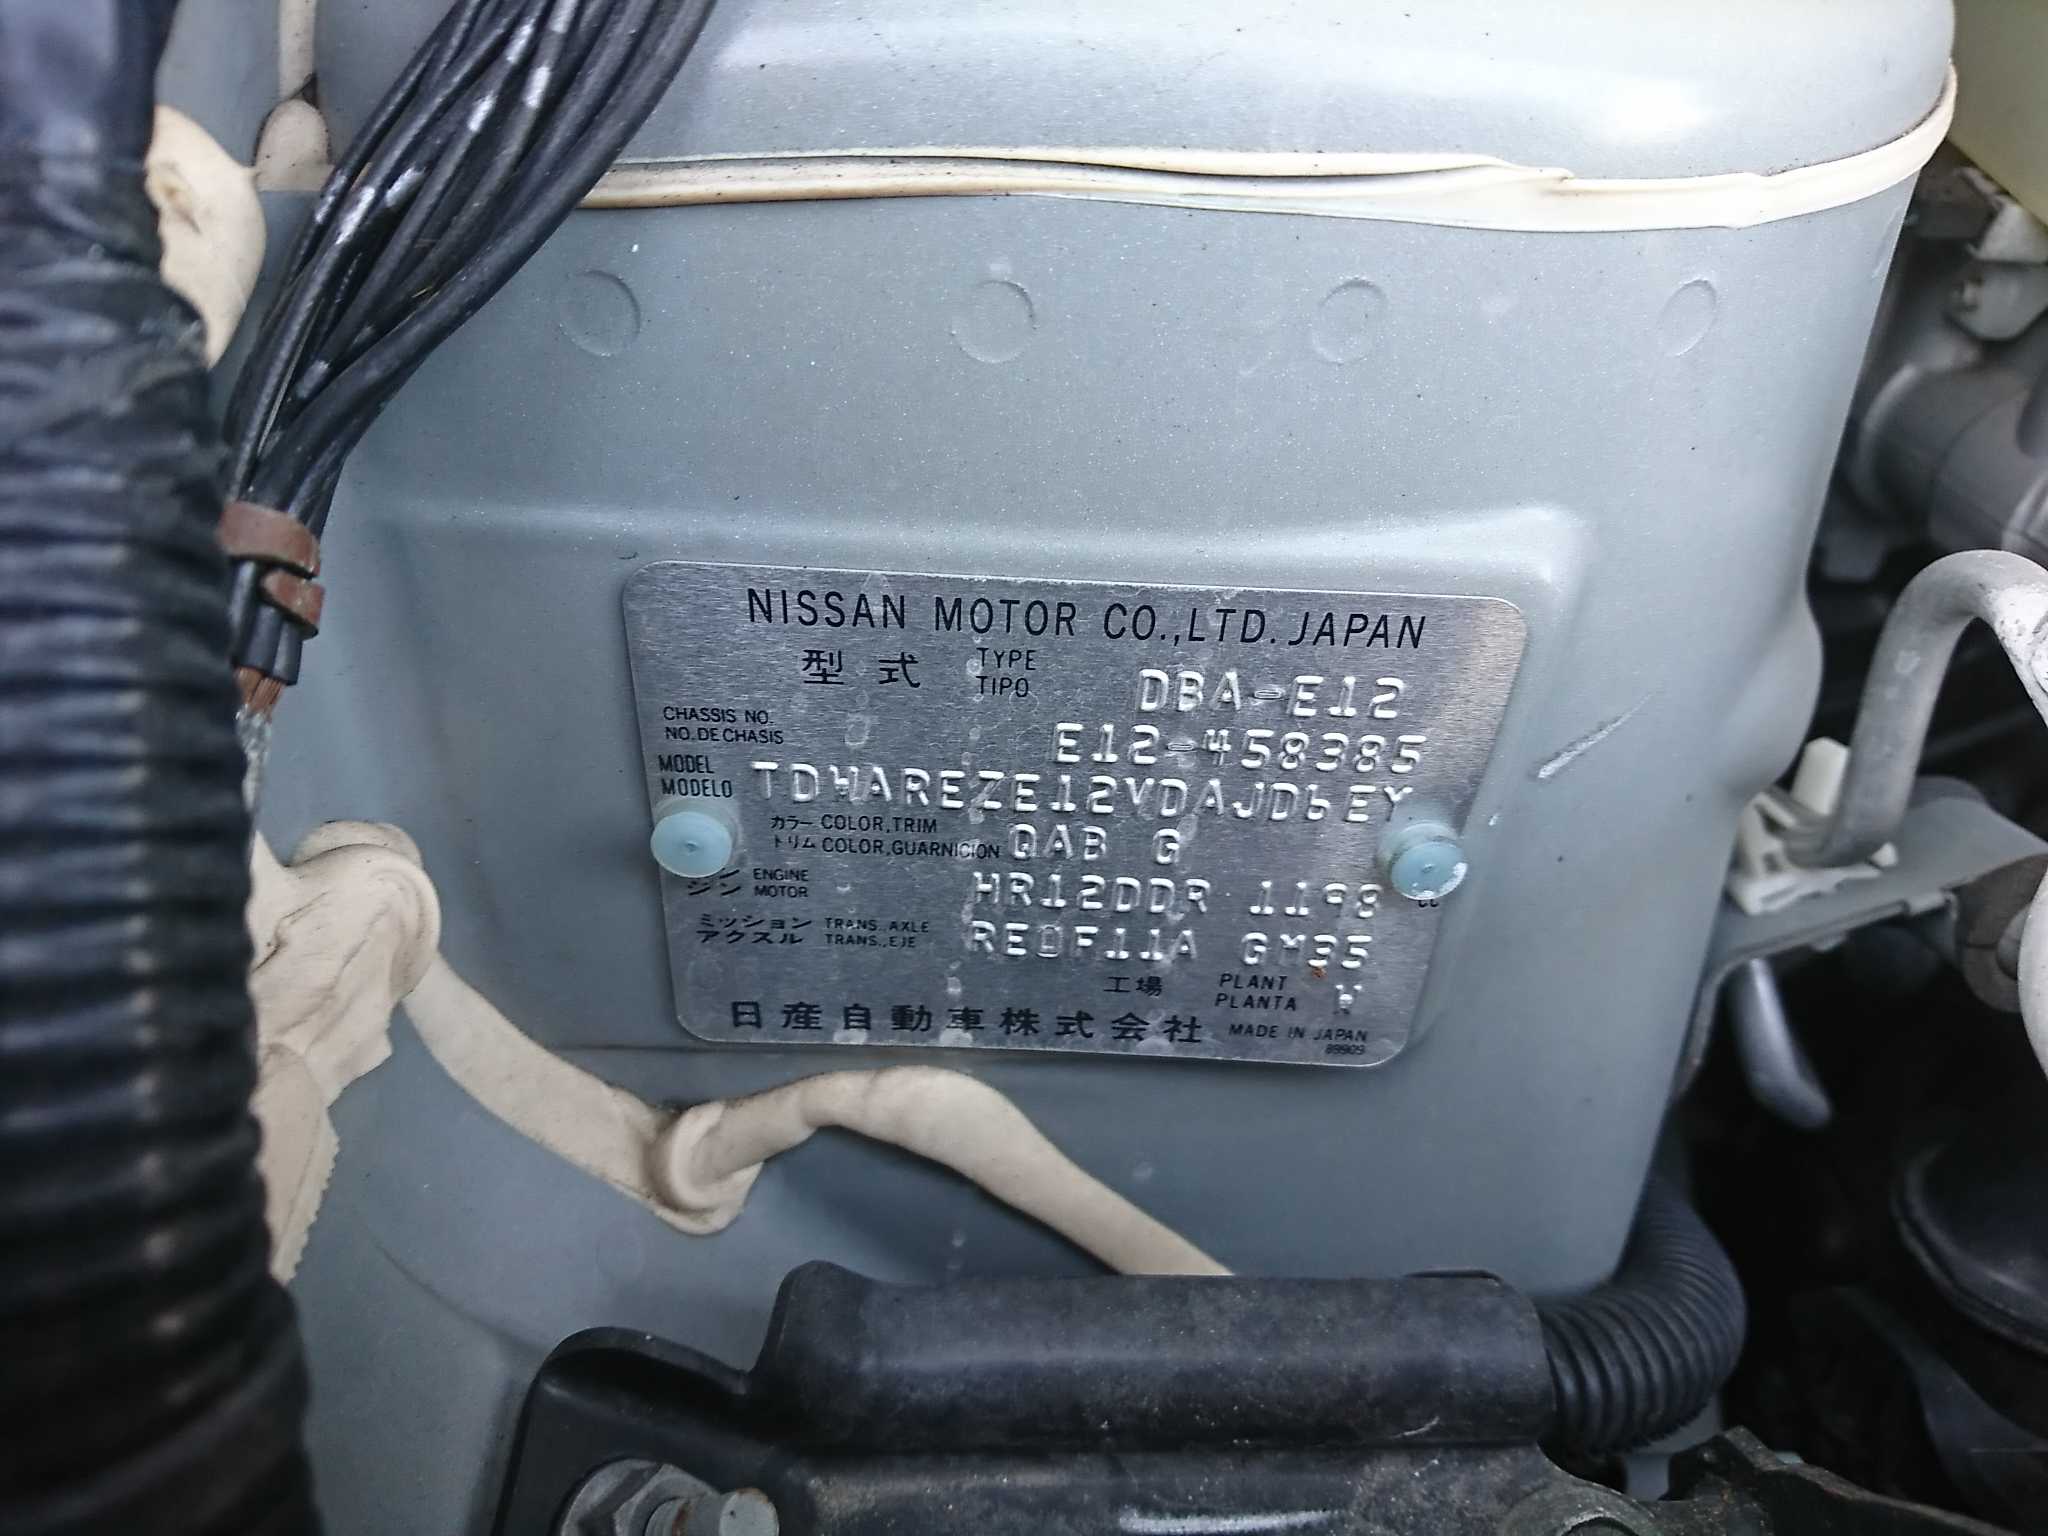 NISSAN MOTOR CO.,LTD. JAPAN
型式 TYPE TIPO DBA-E12
CHASSIS NO. NO. DE CHASIS E12-458385
MODEL MODELO TDWAREZE12VDAJDbEY
カラー COLOR,TRIM
トリム COLOR,GUARNICION QAB G
ジン ENGINE MOTOR HR12DDR 1198 cc
ミッション TRANS.,AXLE
アクスル TRANS.,EJE RE0F11A GM35
工場 PLANT PLANTA W
日産自動車株式会社 MADE IN JAPAN
89909